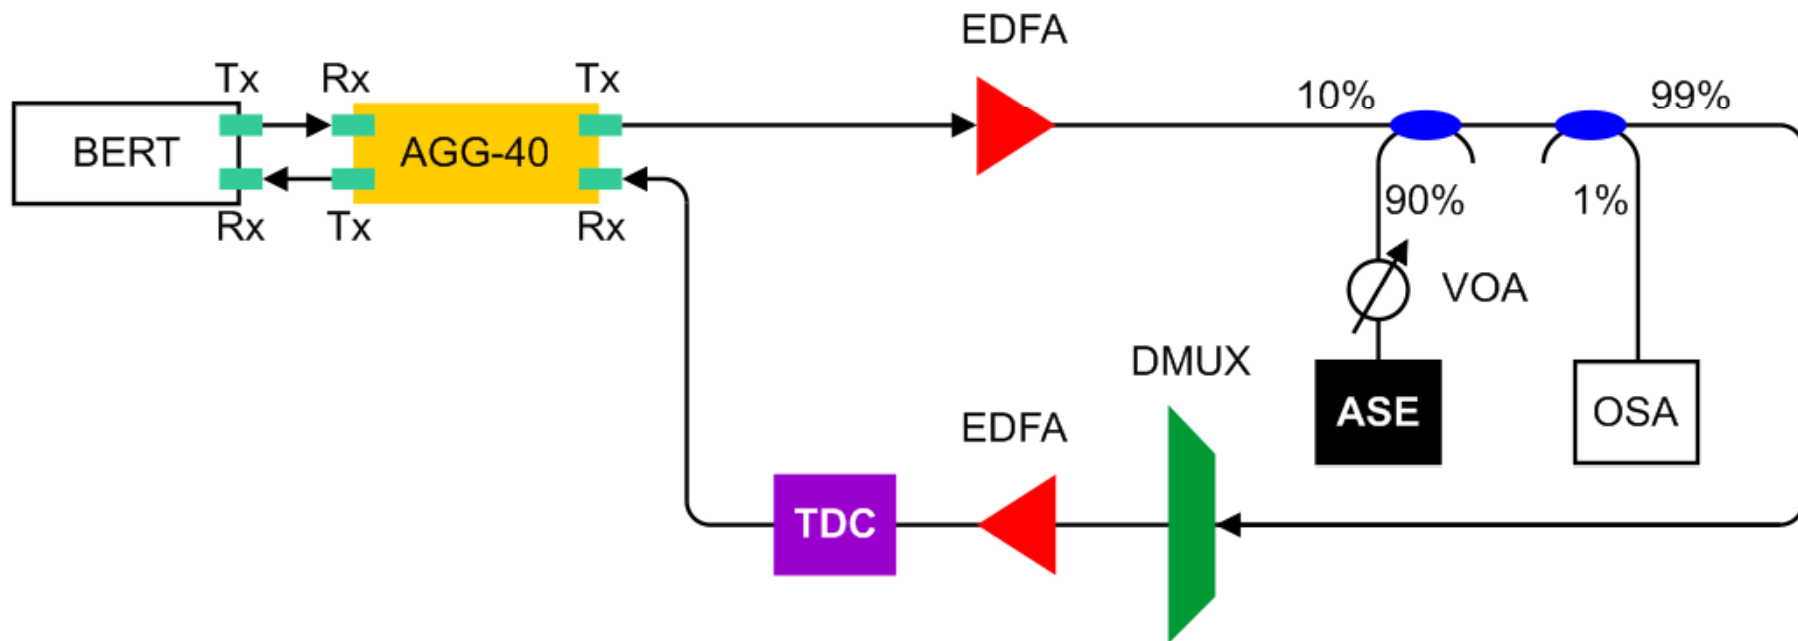 EDFA
Tx Rx Tx
10% 99%
BERT AGG-40
90% 1%
Rx Tx Rx
VOA
DMUX
ASE OSA
EDFA
TDC